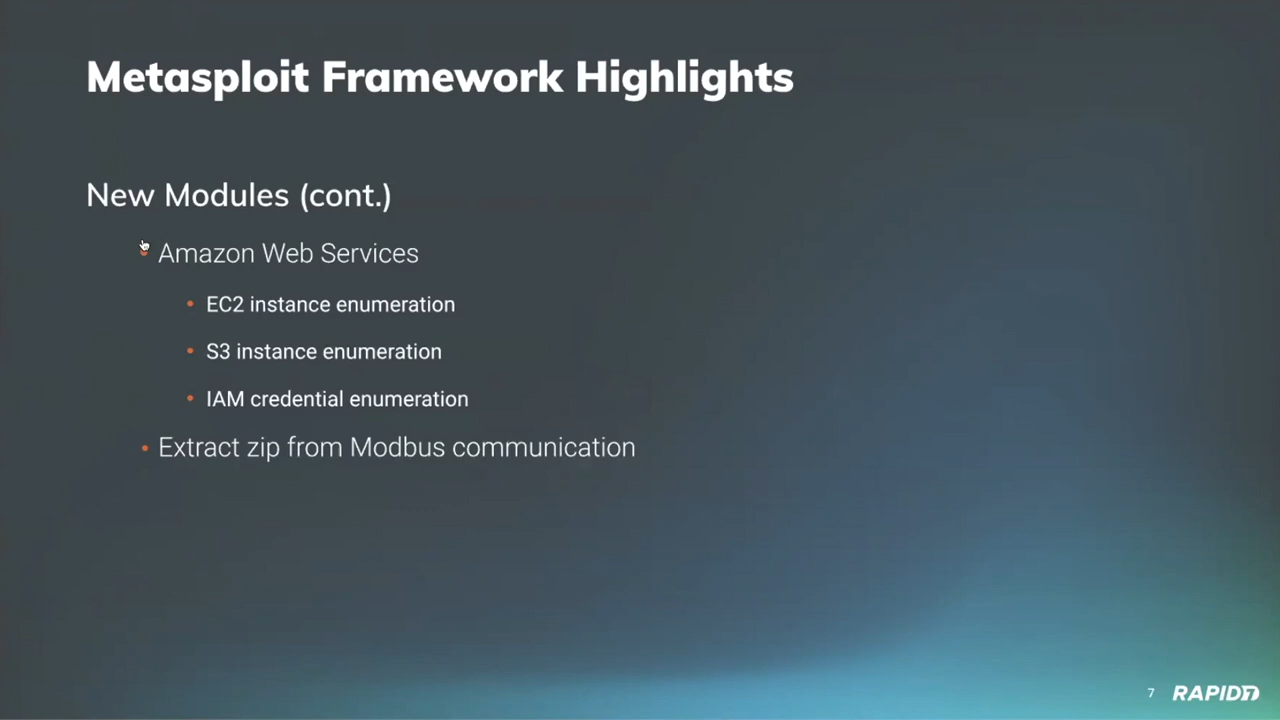 Metasploit Framework Highlights
New Modules (cont.)
Amazon Web Services
EC2 instance enumeration
S3 instance enumeration
IAM credential enumeration
Extract zip from Modbus communication
7 RAPID7